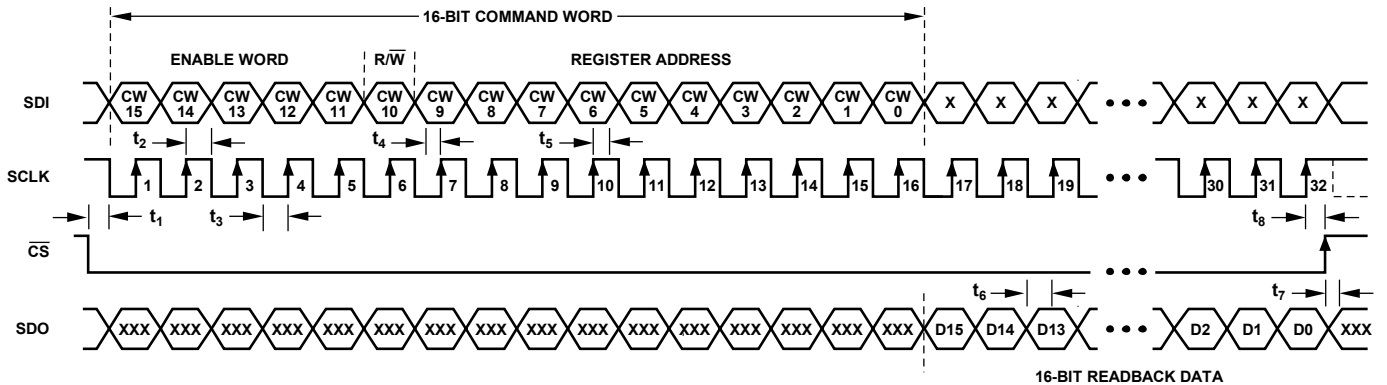 16-BIT COMMAND WORD
ENABLE WORD R/W̅ REGISTER ADDRESS
SDI CW 15 CW 14 CW 13 CW 12 CW 11 CW 10 CW 9 CW 8 CW 7 CW 6 CW 5 CW 4 CW 3 CW 2 CW 1 CW 0 X X X ••• X X X
t2 t4 t5
SCLK 1 2 3 4 5 6 7 8 9 10 11 12 13 14 15 16 17 18 19 ••• 30 31 32
t1 t3 t8
C̅S̅ •••
t6 t7
SDO XXX XXX XXX XXX XXX XXX XXX XXX XXX XXX XXX XXX XXX XXX XXX XXX D15 D14 D13 ••• D2 D1 D0 XXX
16-BIT READBACK DATA